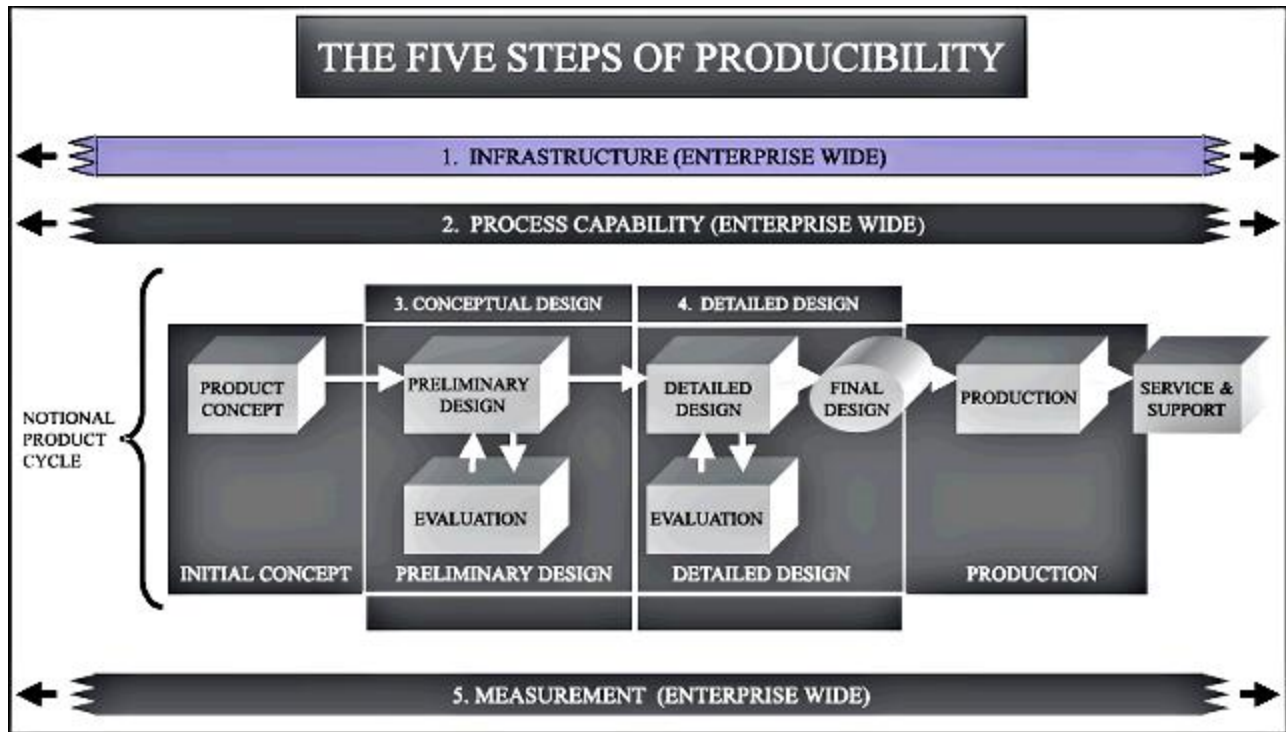 THE FIVE STEPS OF PRODUCIBILITY
1. INFRASTRUCTURE (ENTERPRISE WIDE)
2. PROCESS CAPABILITY (ENTERPRISE WIDE)
3. CONCEPTUAL DESIGN
4. DETAILED DESIGN
NOTIONAL
PRODUCT
CYCLE
PRODUCT
CONCEPT
PRELIMINARY
DESIGN
DETAILED
DESIGN
FINAL
DESIGN
PRODUCTION
SERVICE &
SUPPORT
EVALUATION
EVALUATION
INITIAL CONCEPT
PRELIMINARY DESIGN
DETAILED DESIGN
PRODUCTION
5. MEASUREMENT (ENTERPRISE WIDE)